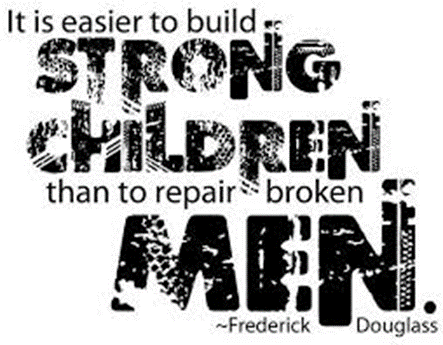 It is easier to build
STRONG
CHILDREN
than to repair broken
MEN.
~Frederick Douglass